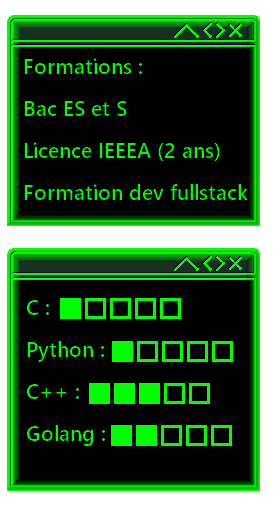 Formations :
Bac ES et S
Licence IEEEA (2 ans)
Formation dev fullstack
C :
Python :
C++ :
Golang :